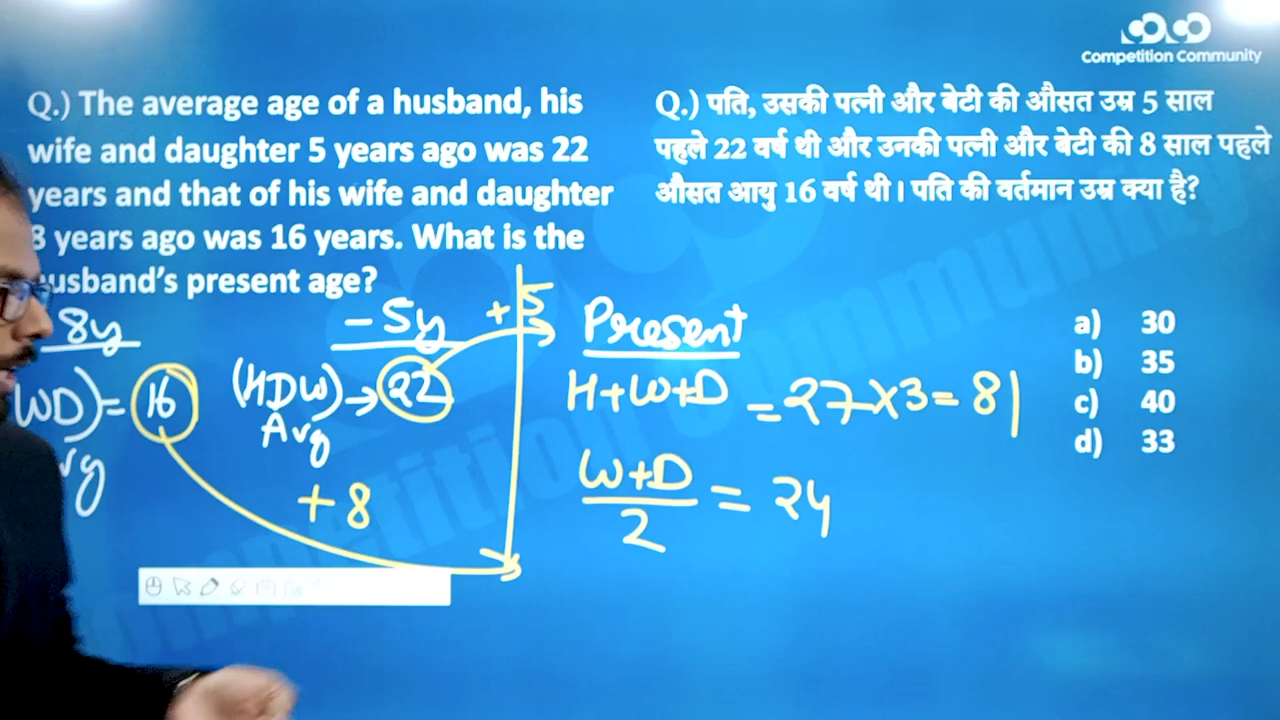 Competition Community
Q.) The average age of a husband, his
wife and daughter 5 years ago was 22
years and that of his wife and daughter
8 years ago was 16 years. What is the
husband's present age?
Q.) पति, उसकी पत्नी और बेटी की औसत उम्र 5 साल
पहले 22 वर्ष थी और उनकी पत्नी और बेटी की 8 साल पहले
औसत आयु 16 वर्ष थी। पति की वर्तमान उम्र क्या है?
8y
-5y
+5
Present
WD)=16
(HDW)→22
Avg
H+W+D = 27×3=81
W+D/2 = 24
+8
a) 30
b) 35
c) 40
d) 33